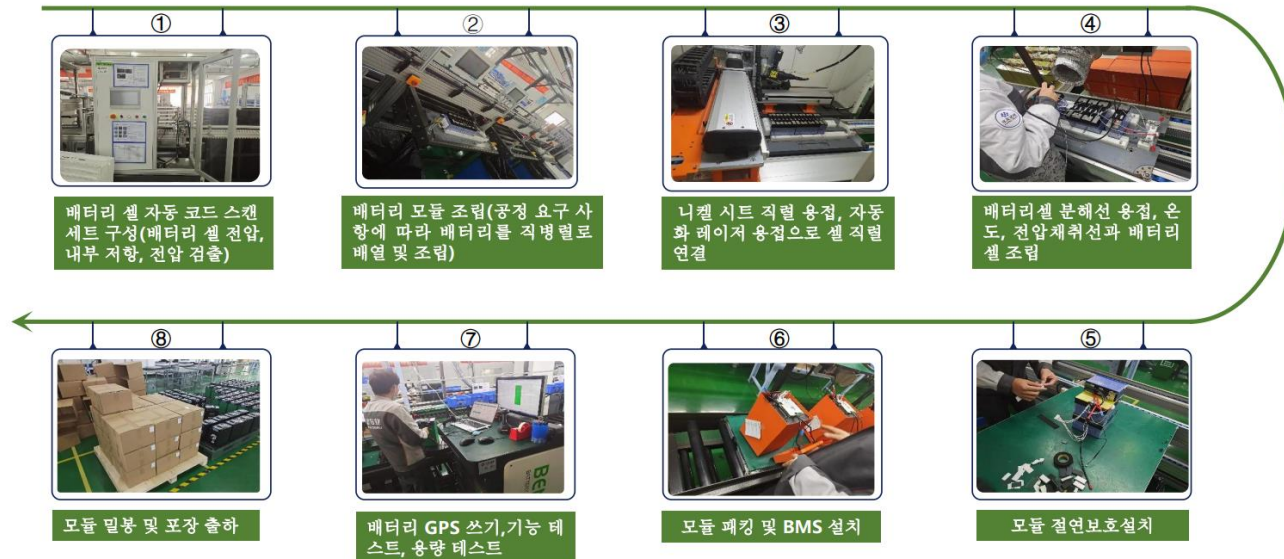 ①
배터리 셀 자동 코드 스캔
세트 구성(배터리 셀 전압,
내부 저항, 전압 검출)
②
배터리 모듈 조립(공정 요구 사
항에 따라 배터리를 직병렬로
배열 및 조립)
③
니켈 시트 직렬 용접, 자동
화 레이저 용접으로 셀 직렬
연결
④
배터리셀 분해선 용접, 온
도, 전압채취선과 배터리
셀 조립
⑧
모듈 밀봉 및 포장 출하
⑦
배터리 GPS 쓰기,기능 테
스트, 용량 테스트
⑥
모듈 패킹 및 BMS 설치
⑤
모듈 절연보호설치